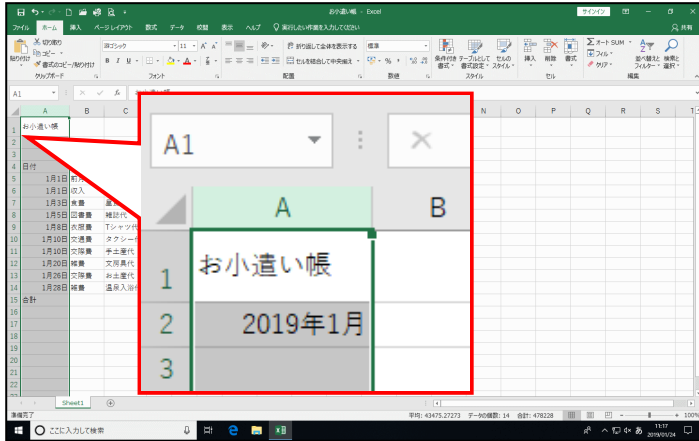 お小遣い帳 - Excel
サインイン
ファイル ホーム 挿入 ページレイアウト 数式 データ 校閲 表示 ヘルプ 実行したい作業を入力してください
共有
切り取り
コピー
書式のコピー/貼り付け
貼り付け
クリップボード
游ゴシック 11
B I U
フォント
折り返して全体を表示する
セルを結合して中央揃え
配置
標準
数値
条件付き書式 テーブルとして書式設定 セルのスタイル
スタイル
挿入 削除 書式
セル
オート SUM
フィル
クリア
並べ替えと フィルター 検索と 選択
編集
A1
A B C N O P Q R S T
1 お小遣い帳
2
3
4 日付
5 1月1日
6 1月1日 収入
7 1月3日 食費
8 1月5日 図書費 雑誌代
9 1月8日 衣服費 Tシャツ代
10 1月10日 交通費 タクシー
11 1月10日 交際費 手土産代
12 1月20日 雑費 文房具代
13 1月26日 交際費 お土産代
14 1月28日 雑費 温泉入浴
15 合計
16
17
18
19
20
21
22
A1
A B
1 お小遣い帳
2 2019年1月
3
Sheet1
準備完了
平均: 43475.27273 データの個数: 14 合計: 478228
100%
ここに入力して検索
あ
11:17
2019/01/24